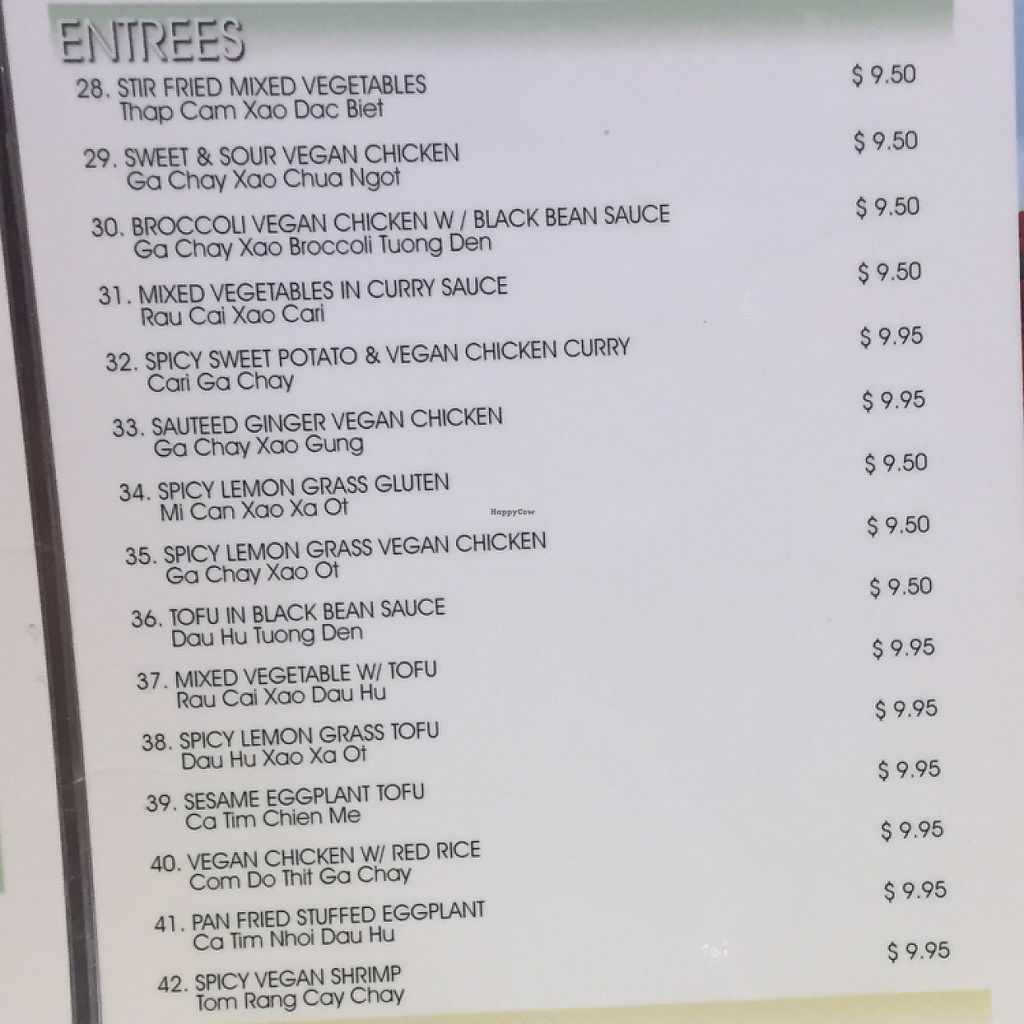 ENTREES
28. STIR FRIED MIXED VEGETABLES $ 9.50
Thap Cam Xao Dac Biet
29. SWEET & SOUR VEGAN CHICKEN $ 9.50
Ga Chay Xao Chua Ngot
30. BROCCOLI VEGAN CHICKEN W / BLACK BEAN SAUCE $ 9.50
Ga Chay Xao Broccoli Tuong Den
31. MIXED VEGETABLES IN CURRY SAUCE $ 9.50
Rau Cai Xao Cari
32. SPICY SWEET POTATO & VEGAN CHICKEN CURRY $ 9.95
Cari Ga Chay
33. SAUTEED GINGER VEGAN CHICKEN $ 9.95
Ga Chay Xao Gung
34. SPICY LEMON GRASS GLUTEN $ 9.50
Mi Can Xao Xa Ot
35. SPICY LEMON GRASS VEGAN CHICKEN $ 9.50
Ga Chay Xao Ot
36. TOFU IN BLACK BEAN SAUCE $ 9.50
Dau Hu Tuong Den
37. MIXED VEGETABLE W/ TOFU $ 9.95
Rau Cai Xao Dau Hu
38. SPICY LEMON GRASS TOFU $ 9.95
Dau Hu Xao Xa Ot
39. SESAME EGGPLANT TOFU $ 9.95
Ca Tim Chien Me
40. VEGAN CHICKEN W/ RED RICE $ 9.95
Com Do Thit Ga Chay
41. PAN FRIED STUFFED EGGPLANT $ 9.95
Ca Tim Nhoi Dau Hu
42. SPICY VEGAN SHRIMP $ 9.95
Tom Rang Cay Chay
HappyCow